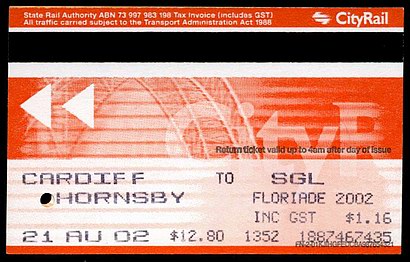 State Rail Authority ABN 73 997 983 198 Tax Invoice (includes GST)
All traffic carried subject to the Transport Administration Act 1988
CityRail
CityR
Return ticket valid up to 4am after day of issue
CARDIFF TO SGL
HORNSBY FLORIADE 2002
INC GST $1.16
21 AU 02 $12.80 1352 1887467435